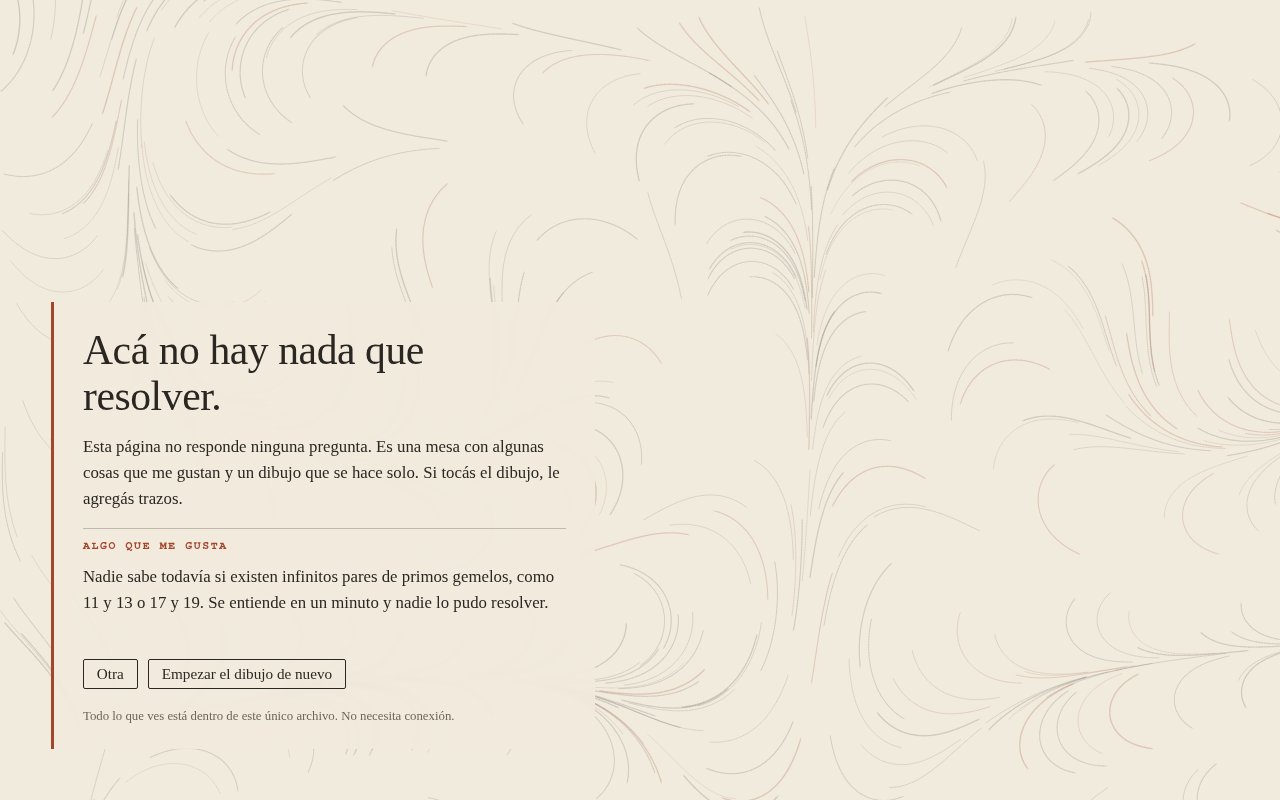 Acá no hay nada que
resolver.
Esta página no responde ninguna pregunta. Es una mesa con algunas
cosas que me gustan y un dibujo que se hace solo. Si tocás el dibujo, le
agregás trazos.
ALGO QUE ME GUSTA
Nadie sabe todavía si existen infinitos pares de primos gemelos, como
11 y 13 o 17 y 19. Se entiende en un minuto y nadie lo pudo resolver.
Otra
Empezar el dibujo de nuevo
Todo lo que ves está dentro de este único archivo. No necesita conexión.